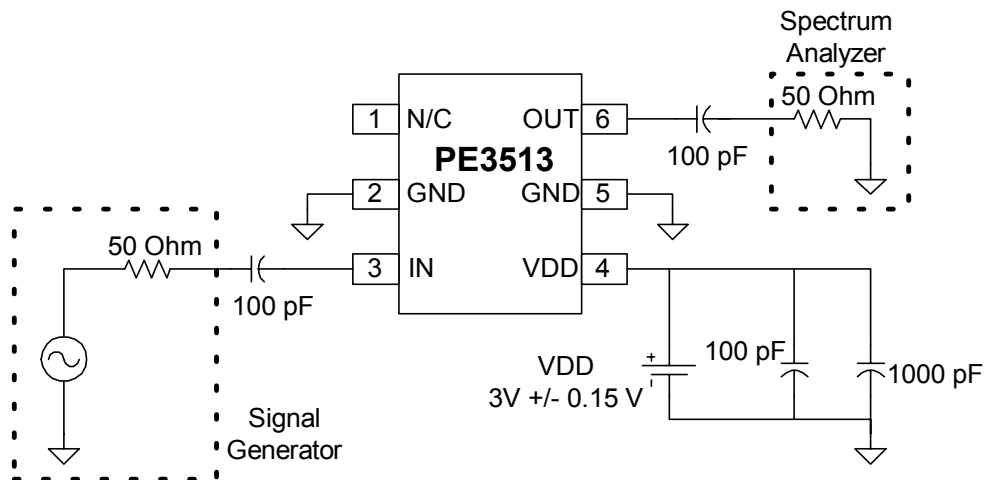 Spectrum
Analyzer
50 Ohm
1 N/C OUT 6
PE3513
100 pF
2 GND GND 5
50 Ohm
3 IN VDD 4
100 pF
VDD
3V +/- 0.15 V
+
-
100 pF
1000 pF
Signal
Generator